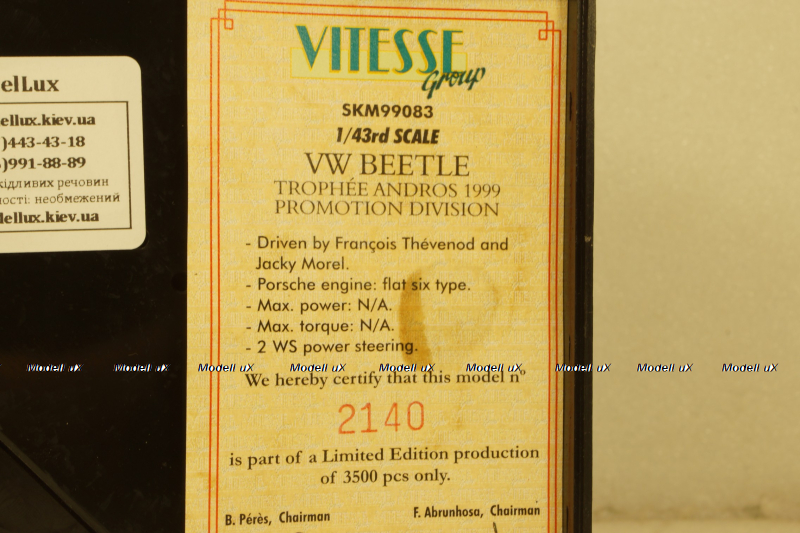 VITESSE
Group
SKM99083
1/43rd SCALE
VW BEETLE
TROPHÉE ANDROS 1999
PROMOTION DIVISION
- Driven by François Thévenod and
Jacky Morel.
- Porsche engine: flat six type.
- Max. power: N/A.
- Max. torque: N/A.
- 2 WS power steering.
We hereby certify that this model nº
2140
is part of a Limited Edition production
of 3500 pcs only.
B. Pérès, Chairman
F. Abrunhosa, Chairman
elLux
ellux.kiev.ua
)443-43-18
)991-88-89
кідливих речовин
ності: необмежений
dellux.kiev.ua
Modell uX Modell uX Modell uX Modell uX Modell uX Modell uX Modell uX Modell uX Modell uX